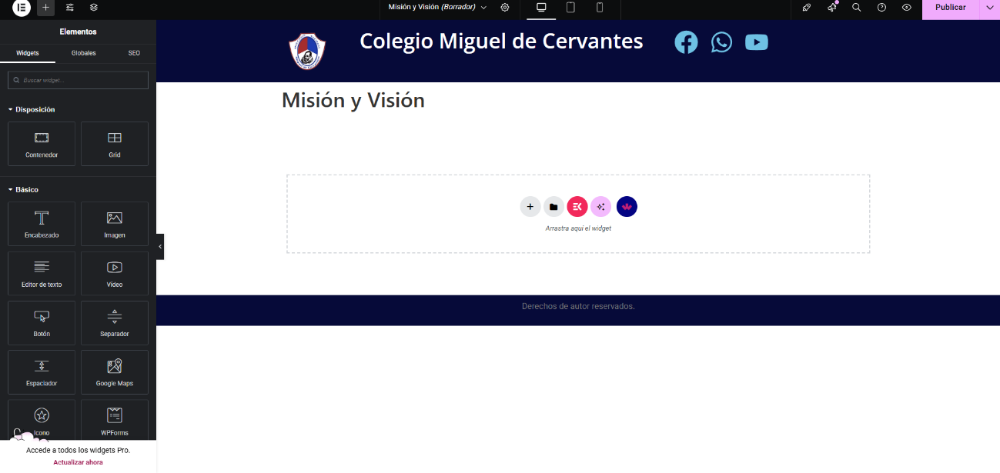 Misión y Visión (Borrador)
Publicar
Elementos
Widgets
Globales
SEO
Buscar widget...
Disposición
Contenedor
Grid
Básico
Encabezado
Imagen
Editor de texto
Vídeo
Botón
Separador
Espaciador
Google Maps
Icono
WPForms
Accede a todos los widgets Pro.
Actualizar ahora
Colegio Miguel de Cervantes
Misión y Visión
Arrastra aquí el widget
Derechos de autor reservados.